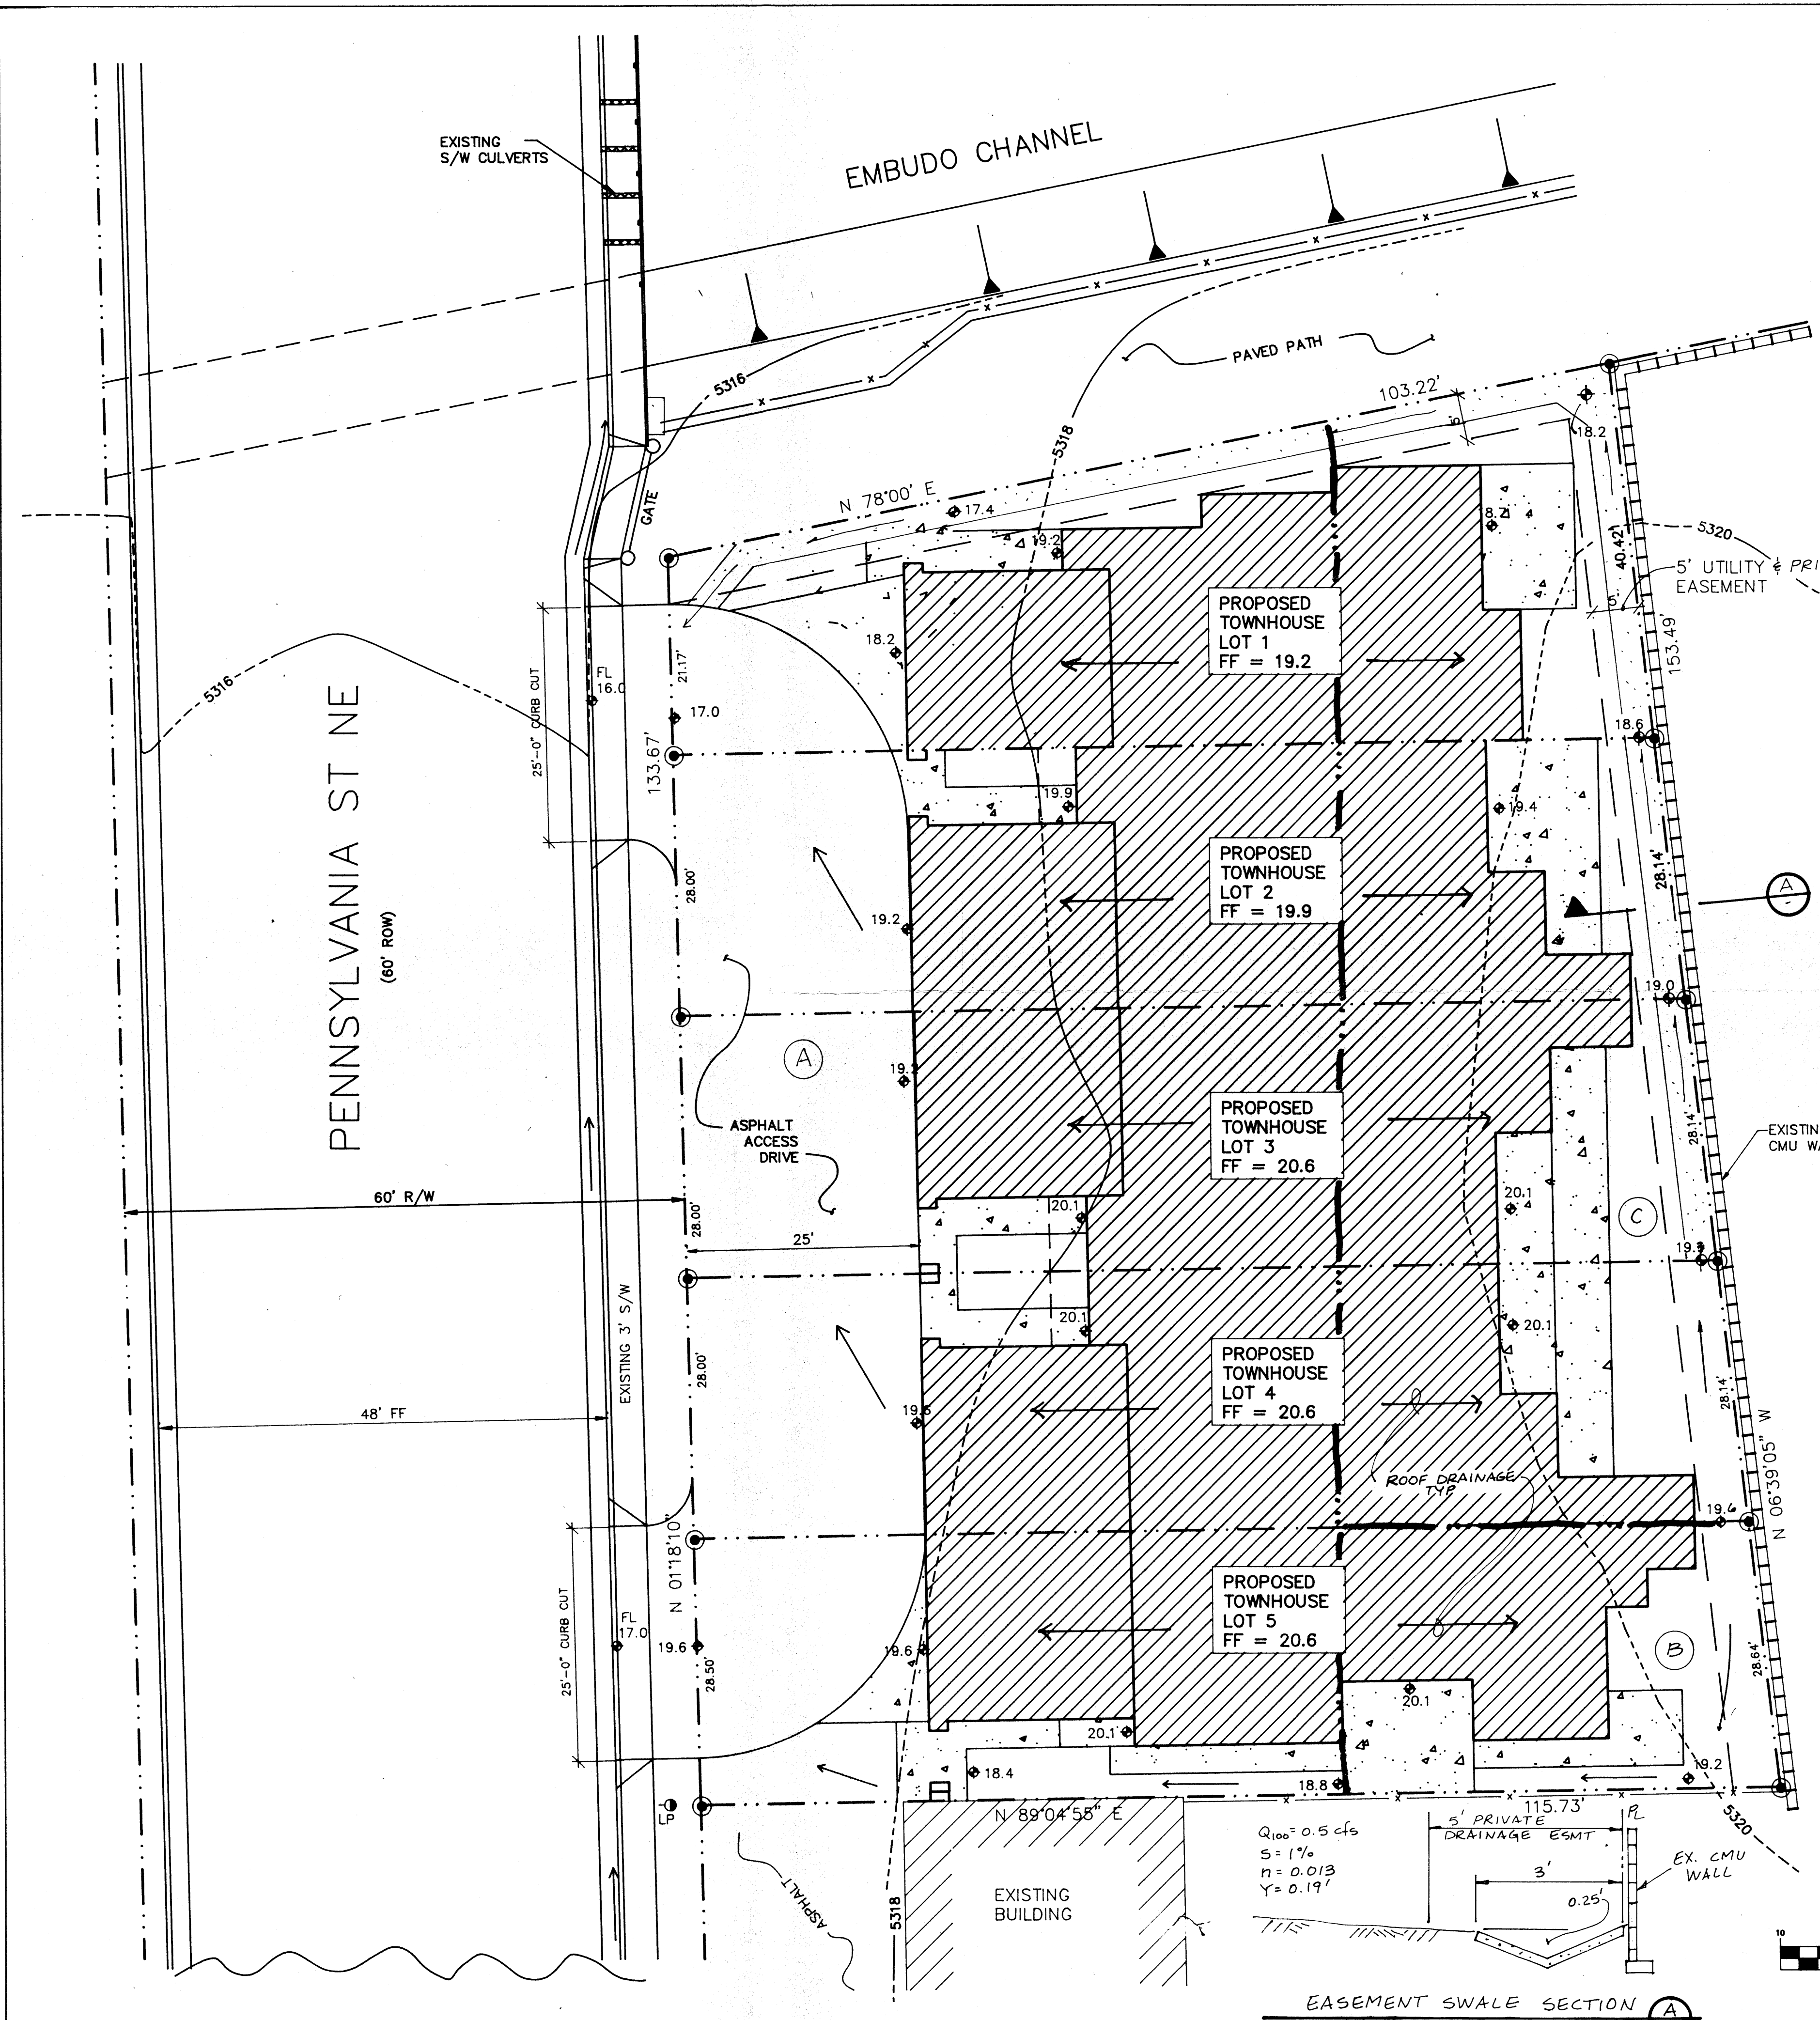 EXISTING
S/W CULVERTS
EMBUDO CHANNEL
PAVED PATH
5316
5318
103.22'
6'
18.2
GATE
N 78°00' E
17.4
19.2
5320
40.42'
5' UTILITY & PRI
EASEMENT
5'
153.49'
PROPOSED
TOWNHOUSE
LOT 1
FF = 19.2
18.2
21.17'
FL
16.0
17.0
25'-0" CURB CUT
133.67'
5316
18.6
19.9
19.4
28.14'
A
PENNSYLVANIA ST NE
(60' ROW)
28.00'
PROPOSED
TOWNHOUSE
LOT 2
FF = 19.9
19.2
19.0
A
ASPHALT
ACCESS
DRIVE
PROPOSED
TOWNHOUSE
LOT 3
FF = 20.6
28.14'
EXISTIN
CMU WA
60' R/W
28.00'
25'
20.1
20.1
C
EXISTING 3' S/W
20.1
20.1
28.00'
PROPOSED
TOWNHOUSE
LOT 4
FF = 20.6
28.14'
48' FF
ROOF DRAINAGE
TYP
19.6
N 06°39'05" W
N 01°18'10"
25'-0" CURB CUT
FL
17.0
19.6
28.50'
19.6
PROPOSED
TOWNHOUSE
LOT 5
FF = 20.6
B
28.64'
20.1
20.1
18.4
18.8
19.2
LP
N 89°04'55" E
115.73'
5320
ASPHALT
5318
EXISTING
BUILDING
Q100 = 0.5 cfs
S = 1%
n = 0.013
Y = 0.19'
5' PRIVATE
DRAINAGE ESMT
PL
3'
0.25'
EX. CMU
WALL
10
EASEMENT SWALE SECTION A